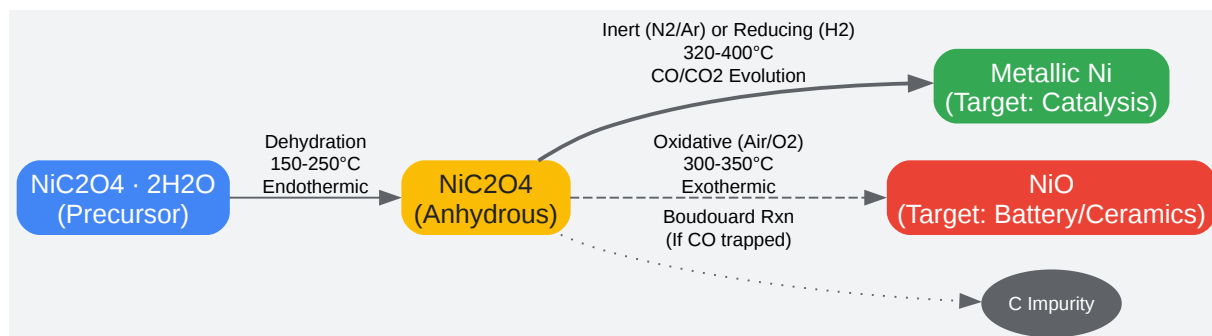 NiC2O4 · 2H2O
(Precursor)
Dehydration
150-250°C
Endothermic
NiC2O4
(Anhydrous)
Inert (N2/Ar) or Reducing (H2)
320-400°C
CO/CO2 Evolution
Metallic Ni
(Target: Catalysis)
Oxidative (Air/O2)
300-350°C
Exothermic
NiO
(Target: Battery/Ceramics)
Boudouard Rxn
(If CO trapped)
C Impurity